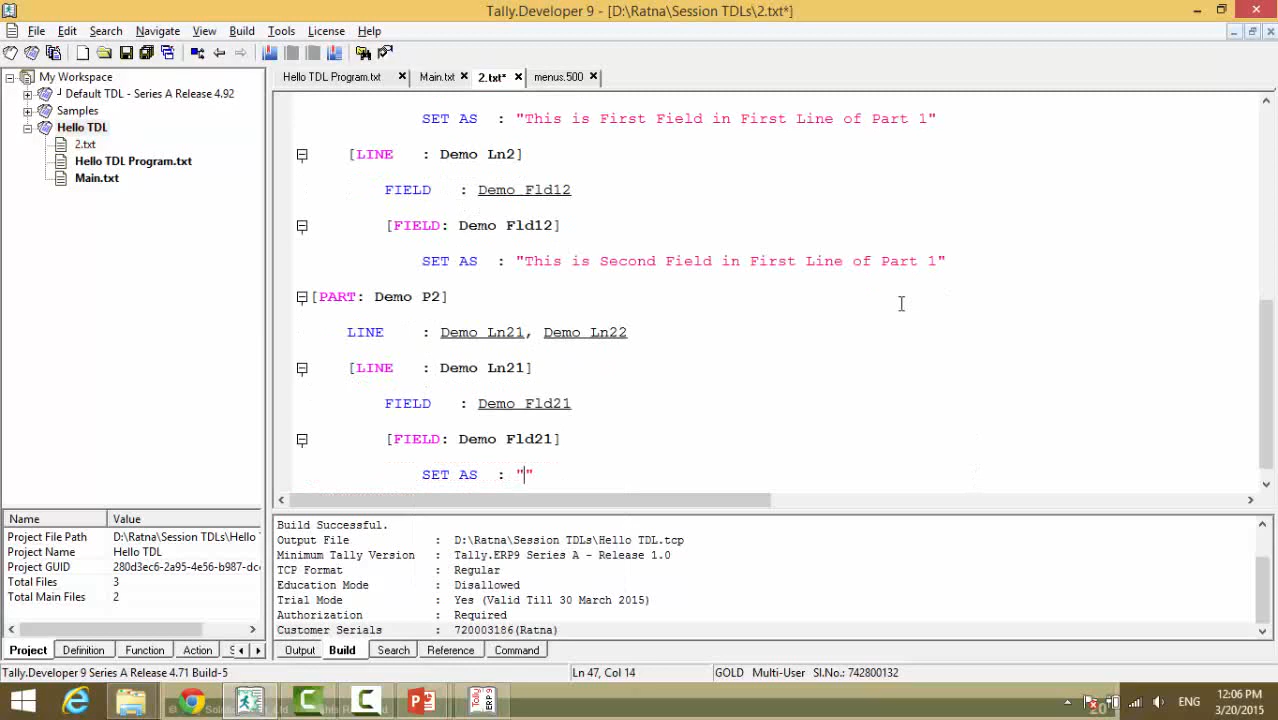 Tally.Developer 9 - [D:\Ratna\Session TDLs\2.txt*]
File Edit Search Navigate View Build Tools License Help
My Workspace
Default TDL - Series A Release 4.92
Samples
Hello TDL
2.txt
Hello TDL Program.txt
Main.txt
Hello TDL Program.txt Main.txt 2.txt* menus.500
SET AS : "This is First Field in First Line of Part 1"
[LINE : Demo Ln2]
FIELD : Demo Fld12
[FIELD: Demo Fld12]
SET AS : "This is Second Field in First Line of Part 1"
[PART: Demo P2]
LINE : Demo Ln21, Demo Ln22
[LINE : Demo Ln21]
FIELD : Demo Fld21
[FIELD: Demo Fld21]
SET AS : ""
Name Value
Project File Path D:\Ratna\Session TDLs\Hello
Project Name Hello TDL
Project GUID 280d3ec6-2a95-4e56-b987-dc
Total Files 3
Total Main Files 2
Project Definition Function Action
Build Successful.
Output File : D:\Ratna\Session TDLs\Hello TDL.tcp
Minimum Tally Version : Tally.ERP9 Series A - Release 1.0
TCP Format : Regular
Education Mode : Disallowed
Trial Mode : Yes (Valid Till 30 March 2015)
Authorization : Required
Customer Serials : 720003186(Ratna)
Output Build Search Reference Command
Tally.Developer 9 Series A Release 4.71 Build-5 Ln 47, Col 14 GOLD Multi-User Sl.No.: 742800132
ENG
12:06 PM
3/20/2015